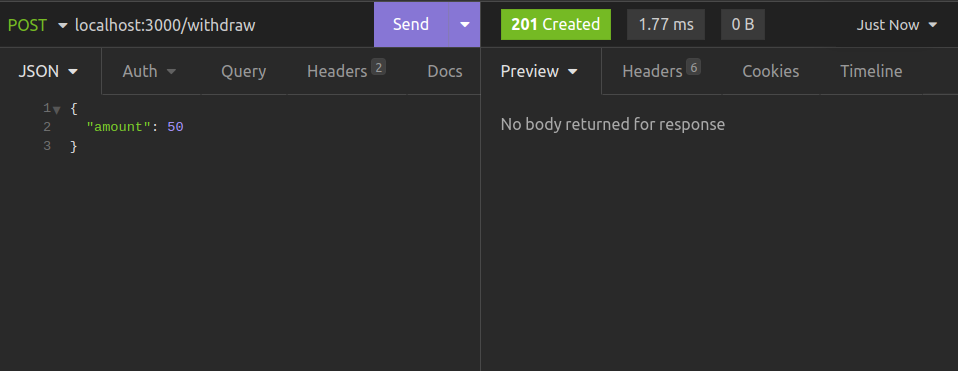 POST localhost:3000/withdraw Send 201 Created 1.77 ms 0 B Just Now
JSON Auth Query Headers 2 Docs Preview Headers 6 Cookies Timeline
1 {
2 "amount": 50
3 }
No body returned for response